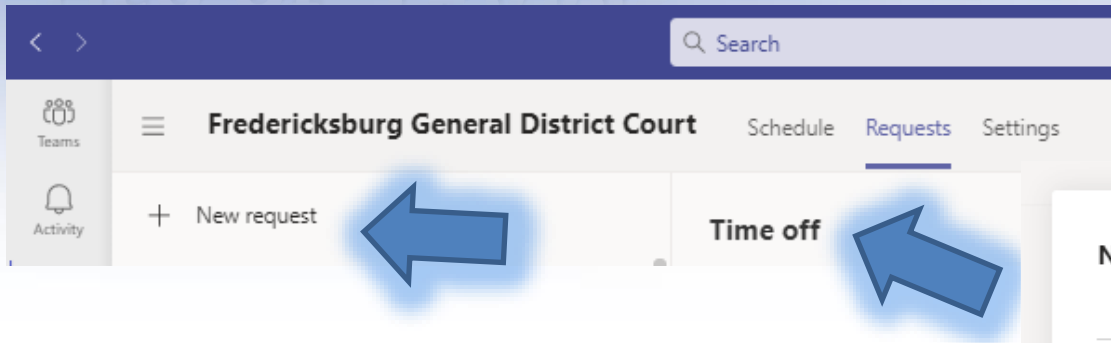 Search
Teams
Fredericksburg General District Court Schedule Requests Settings
Activity
+ New request
Time off
N